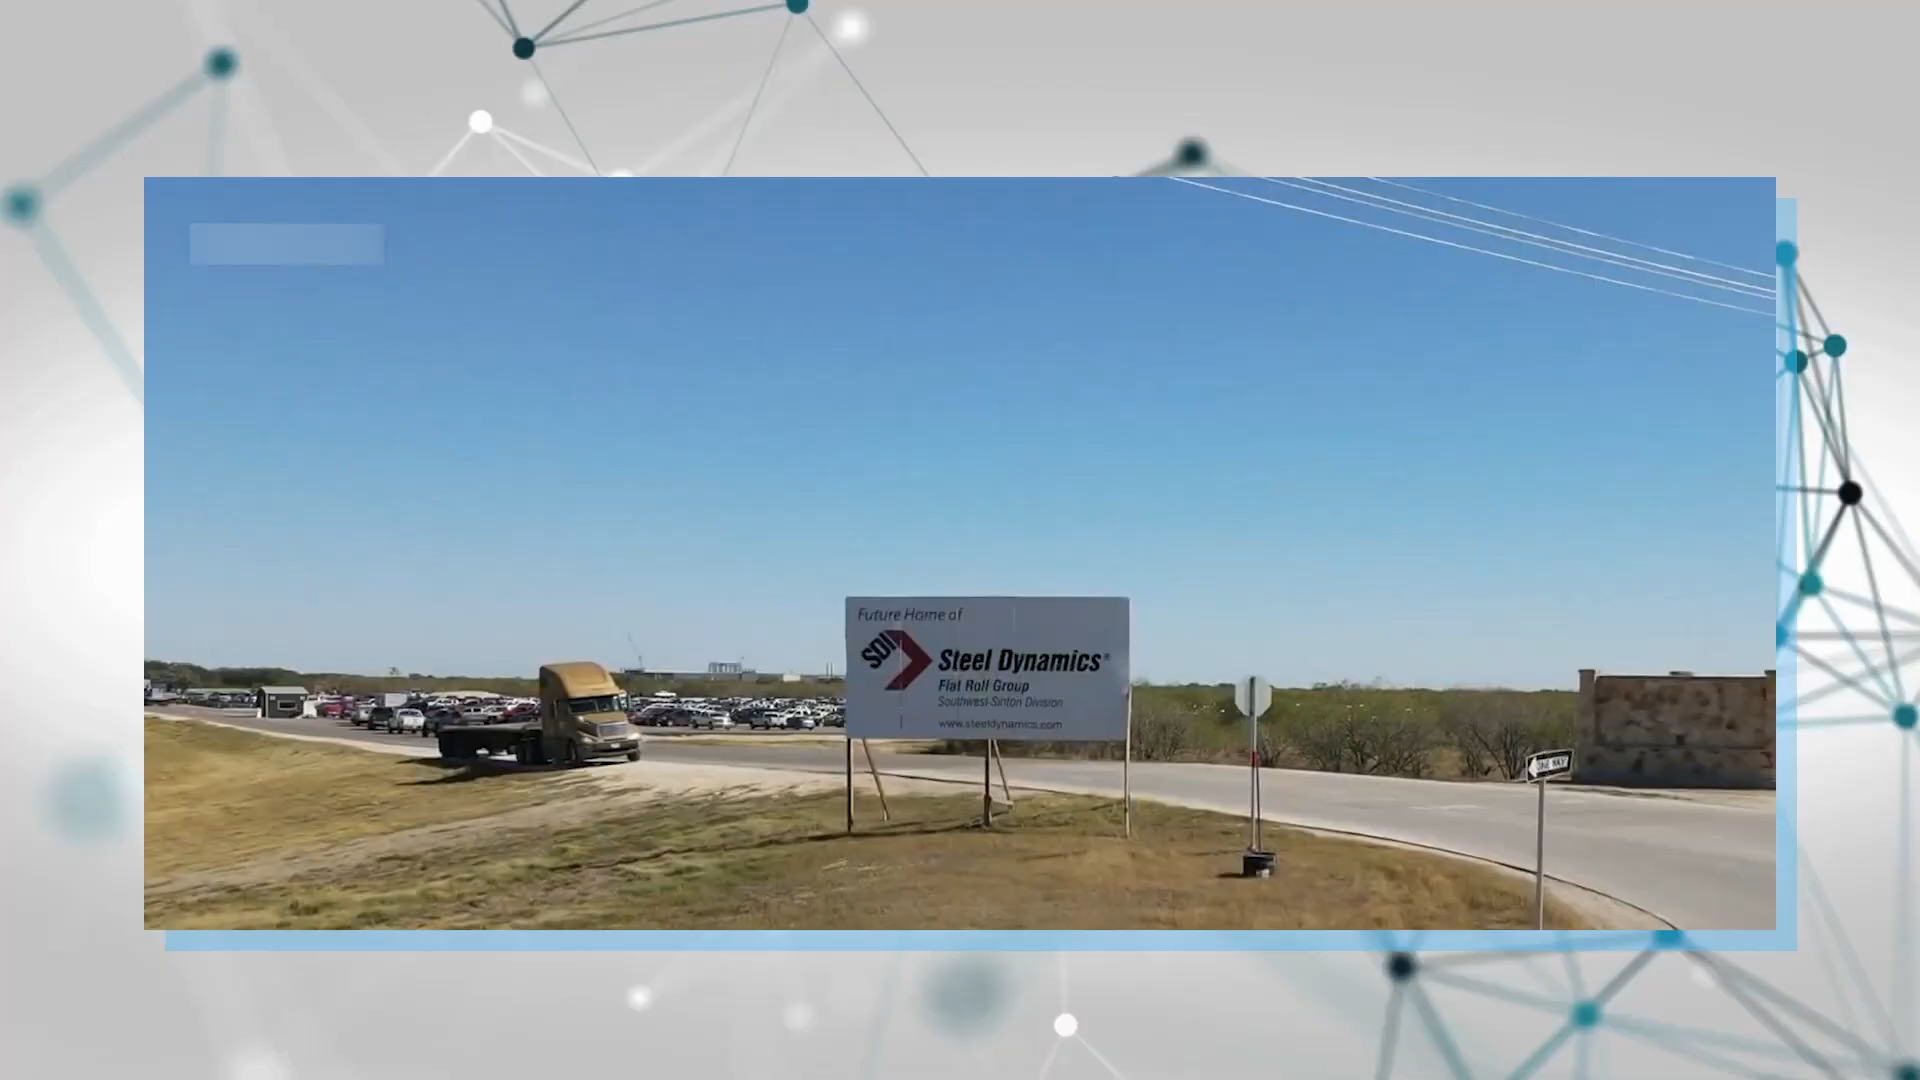 Future Home of
SDI
Steel Dynamics®
Flat Roll Group
Southwest-Sinton Division
www.steeldynamics.com
ONE WAY